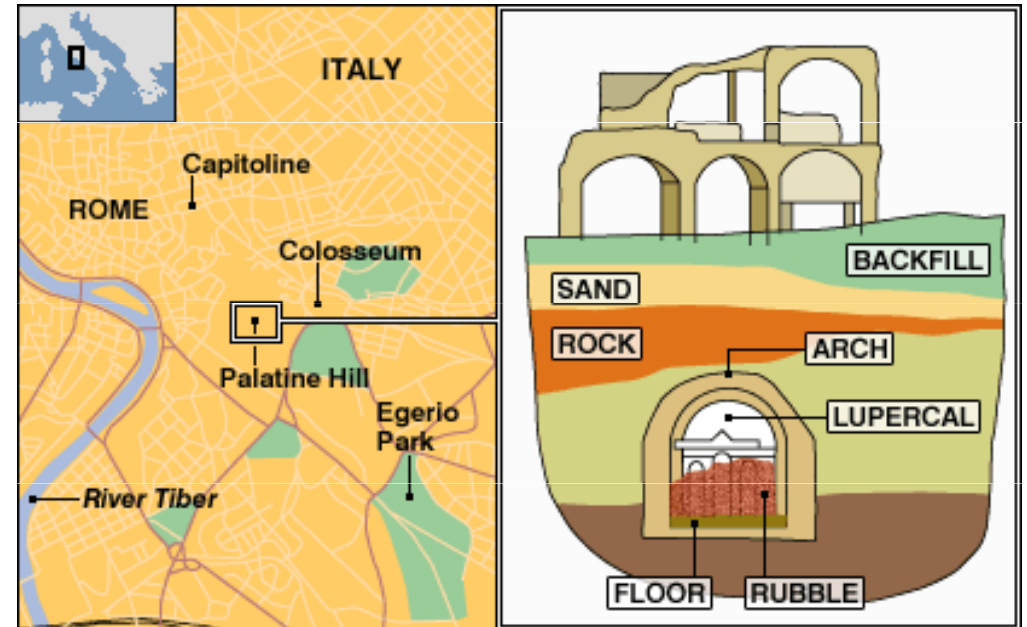 ITALY
Capitoline
ROME
Colosseum
Palatine Hill
Egerio
Park
River Tiber
BACKFILL
SAND
ROCK
ARCH
LUPERCAL
FLOOR
RUBBLE